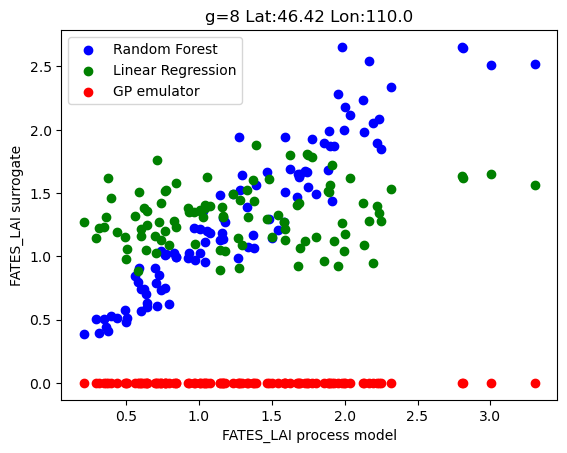 g=8 Lat:46.42 Lon:110.0
Random Forest
Linear Regression
GP emulator
FATES_LAI surrogate
2.5
2.0
1.5
1.0
0.5
0.0
0.5 1.0 1.5 2.0 2.5 3.0
FATES_LAI process model